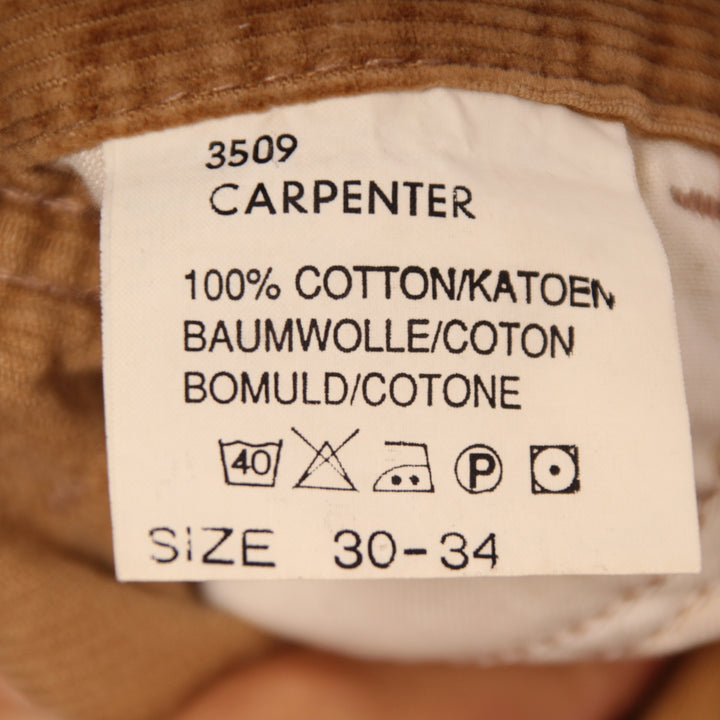 3509
CARPENTER
100% COTTON/KATOEN
BAUMWOLLE/COTON
BOMULD/COTONE
40 P
SIZE 30-34